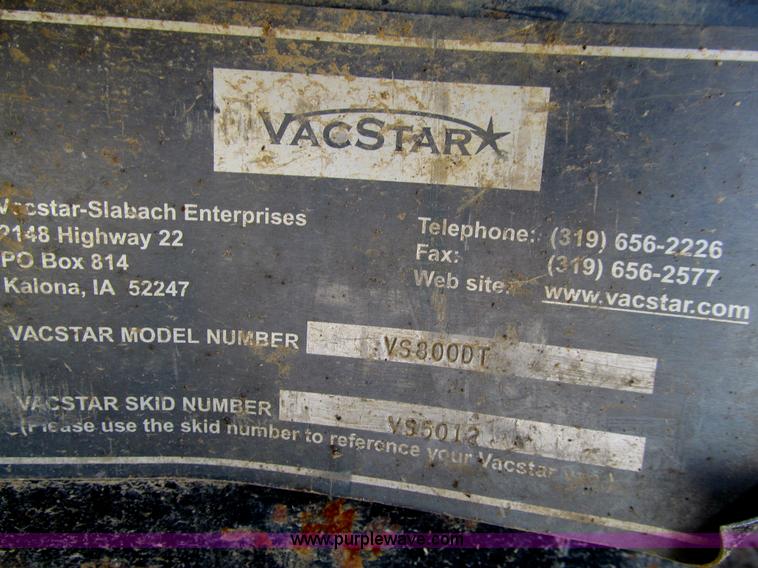 VACSTAR
Vacstar-Slabach Enterprises
2148 Highway 22
PO Box 814
Kalona, IA 52247
Telephone: (319) 656-2226
Fax: (319) 656-2577
Web site: www.vacstar.com
VACSTAR MODEL NUMBER VS800DT
VACSTAR SKID NUMBER VS5012
(Please use the skid number to reference your Vacstar
www.purplewave.com